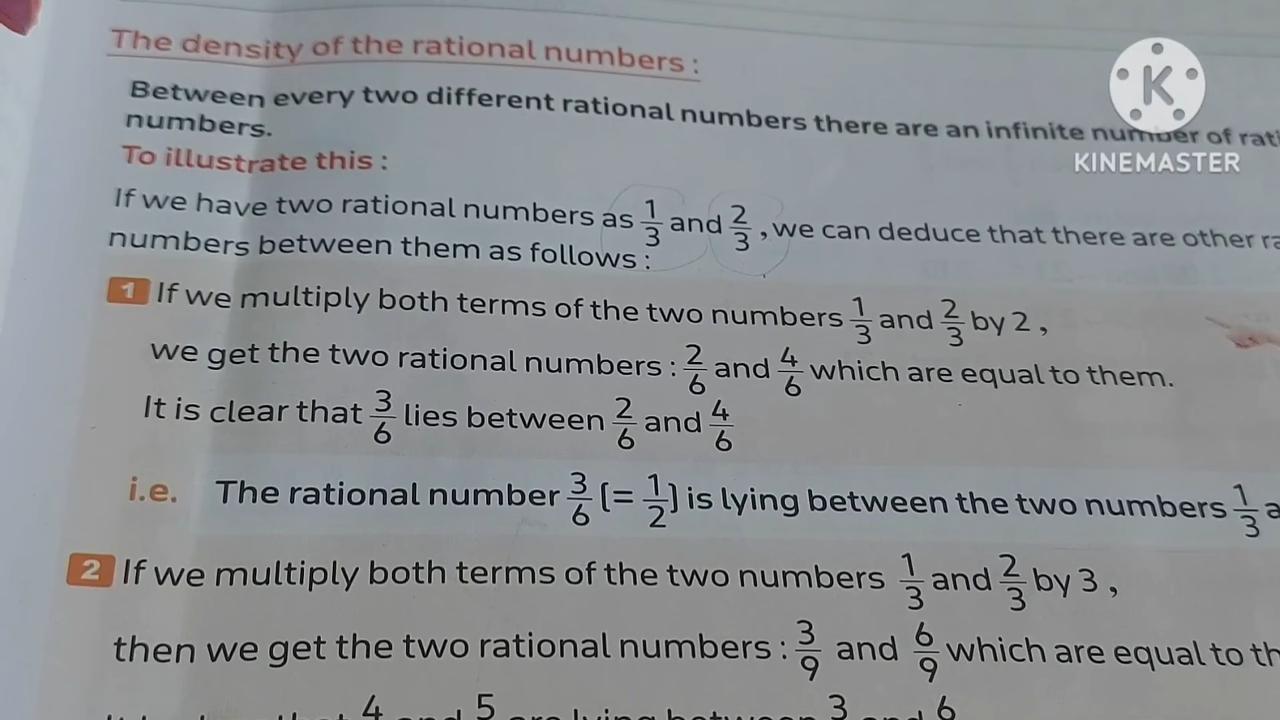 The density of the rational numbers :
Between every two different rational numbers there are an infinite number of rat
numbers.
To illustrate this :
If we have two rational numbers as 1/3 and 2/3 , we can deduce that there are other ra
numbers between them as follows :
1 If we multiply both terms of the two numbers 1/3 and 2/3 by 2 ,
we get the two rational numbers : 2/6 and 4/6 which are equal to them.
It is clear that 3/6 lies between 2/6 and 4/6
i.e. The rational number 3/6 (= 1/2) is lying between the two numbers 1/3 a
2 If we multiply both terms of the two numbers 1/3 and 2/3 by 3 ,
then we get the two rational numbers : 3/9 and 6/9 which are equal to th
4 5 are lying between 3 6
K
KINEMASTER